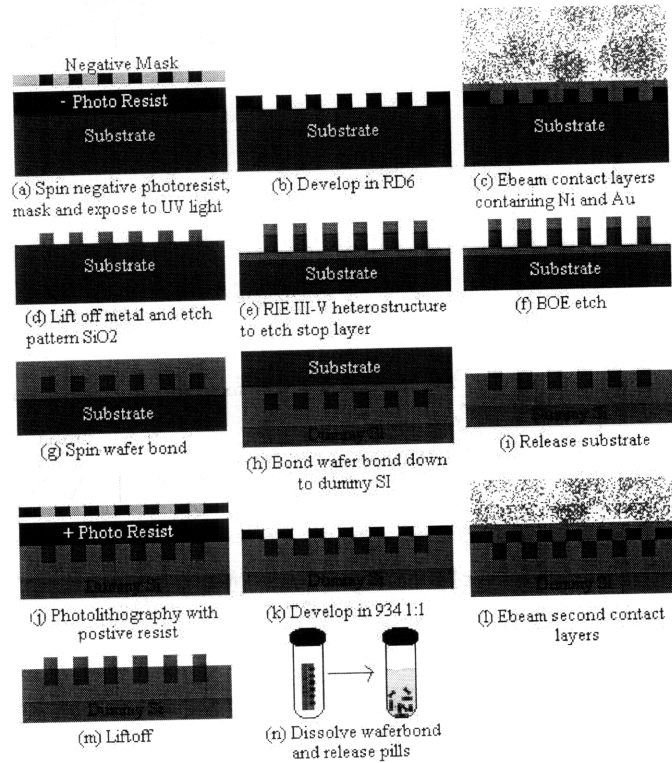 Negative Mask
- Photo Resist
Substrate
(a) Spin negative photoresist,
mask and expose to UV light
Substrate
(b) Develop in RD6
Substrate
(c) Ebeam contact layers
containing Ni and Au
Substrate
(d) Lift off metal and etch
pattern SiO2
Substrate
(e) RIE III-V heterostructure
to etch stop layer
Substrate
(f) BOE etch
Substrate
(g) Spin wafer bond
Substrate
Dummy Si
(h) Bond wafer bond down
to dummy SI
Dummy Si
(i) Release substrate
+ Photo Resist
Dummy Si
(j) Photolithography with
postive resist
Dummy Si
(k) Develop in 934 1:1
Dummy Si
(l) Ebeam second contact
layers
Dummy Si
(m) Liftoff
(n) Dissolve waferbond
and release pills